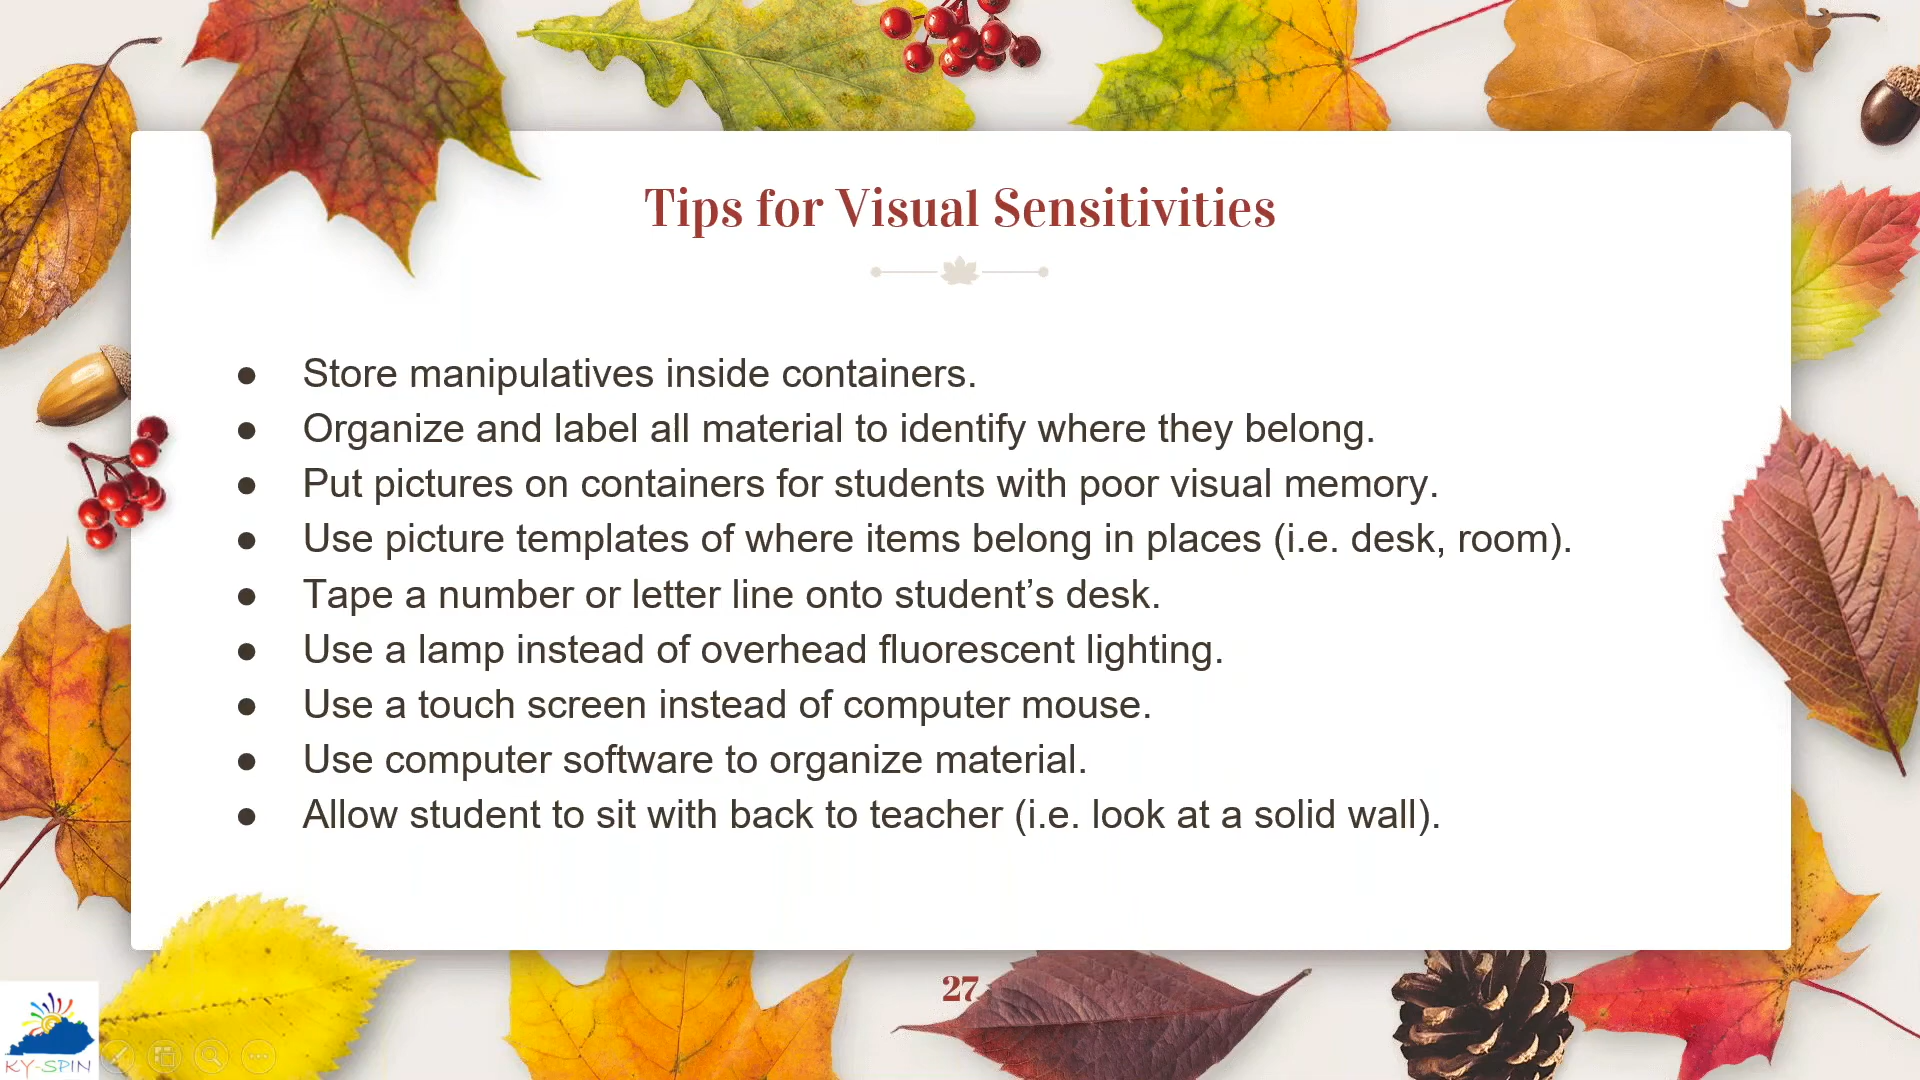 Tips for Visual Sensitivities
● Store manipulatives inside containers.
● Organize and label all material to identify where they belong.
● Put pictures on containers for students with poor visual memory.
● Use picture templates of where items belong in places (i.e. desk, room).
● Tape a number or letter line onto student’s desk.
● Use a lamp instead of overhead fluorescent lighting.
● Use a touch screen instead of computer mouse.
● Use computer software to organize material.
● Allow student to sit with back to teacher (i.e. look at a solid wall).
27
KY-SPIN